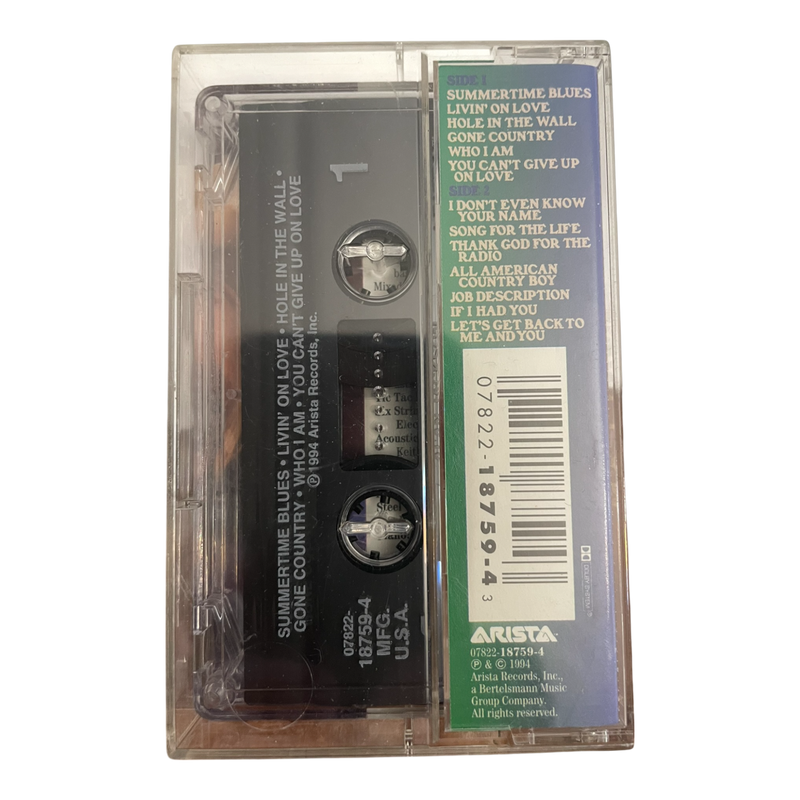 SIDE 1
SUMMERTIME BLUES
LIVIN' ON LOVE
HOLE IN THE WALL
GONE COUNTRY
WHO I AM
YOU CAN'T GIVE UP
ON LOVE
SIDE 2
I DON'T EVEN KNOW
YOUR NAME
SONG FOR THE LIFE
THANK GOD FOR THE
RADIO
ALL AMERICAN
COUNTRY BOY
JOB DESCRIPTION
IF I HAD YOU
LET'S GET BACK TO
ME AND YOU
07822-18759-4 3
ARISTA
07822-18759-4
Ⓟ & © 1994
Arista Records, Inc.,
a Bertelsmann Music
Group Company.
All rights reserved.
1
SUMMERTIME BLUES • LIVIN' ON LOVE • HOLE IN THE WALL •
GONE COUNTRY • WHO I AM • YOU CAN'T GIVE UP ON LOVE
Ⓟ1994 Arista Records, Inc.
07822-
18759-4
MFG.
U.S.A.
Acoustic
Steel